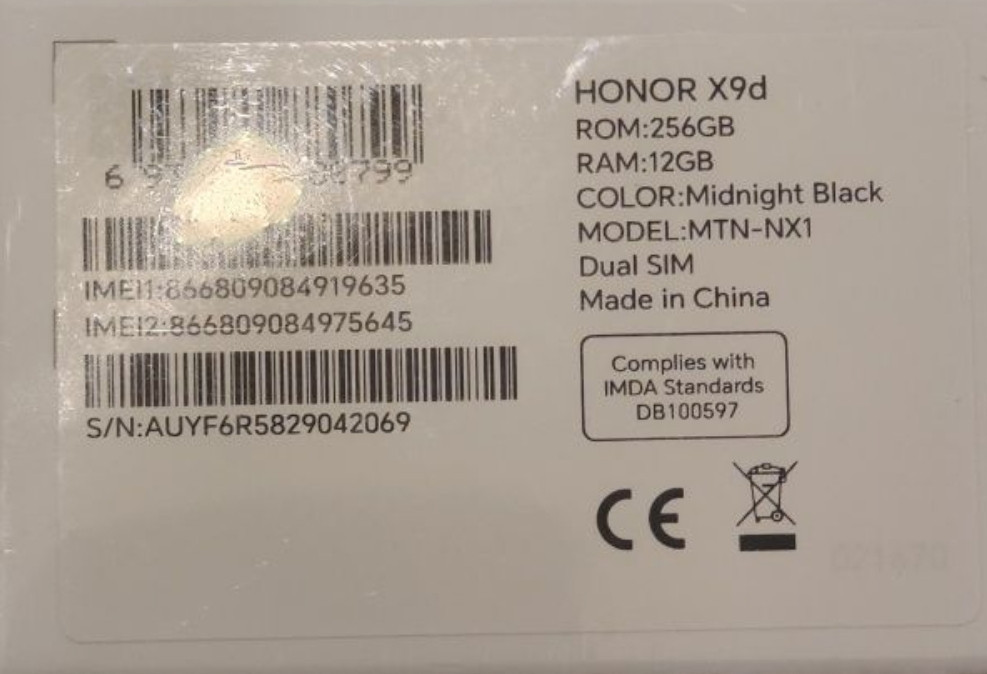 IMEI1:866809084919635
IMEI2:866809084975645
S/N:AUYF6R5829042069
HONOR X9d
ROM:256GB
RAM:12GB
COLOR:Midnight Black
MODEL:MTN-NX1
Dual SIM
Made in China
Complies with
IMDA Standards
DB100597
CE